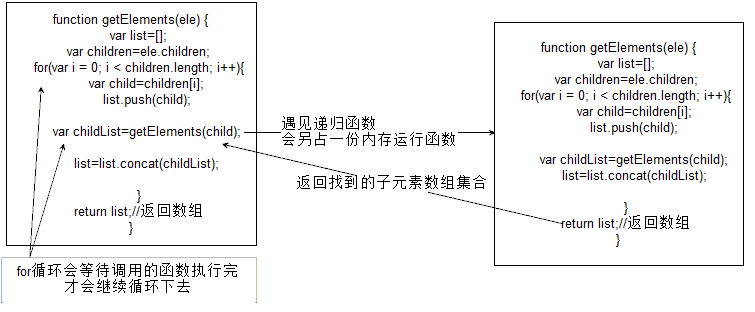 function getElements(ele) {
var list=[];
var children=ele.children;
for(var i = 0; i < children.length; i++){
var child=children[i];
list.push(child);
var childList=getElements(child);
list=list.concat(childList);
}
return list;//返回数组
}
for循环会等待调用的函数执行完
才会继续循环下去
遇见递归函数
会另占一份内存运行函数
返回找到的子元素数组集合
function getElements(ele) {
var list=[];
var children=ele.children;
for(var i = 0; i < children.length; i++){
var child=children[i];
list.push(child);
var childList=getElements(child);
list=list.concat(childList);
}
return list;//返回数组
}